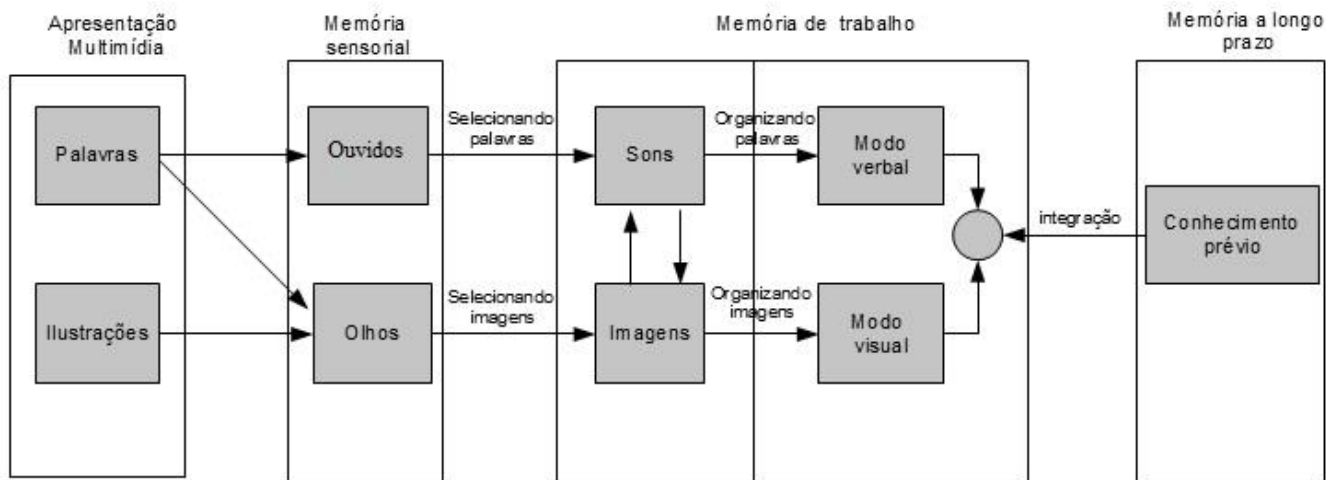 Apresentação
Multimídia
Memória
sensorial
Memória de trabalho
Memória a longo
prazo
Palavras
Ouvidos
Selecionando
palavras
Sons
Organizando
palavras
Modo
verbal
integração
Conhecimento
prévio
Ilustrações
Olhos
Selecionando
imagens
Imagens
Organizando
imagens
Modo
visual